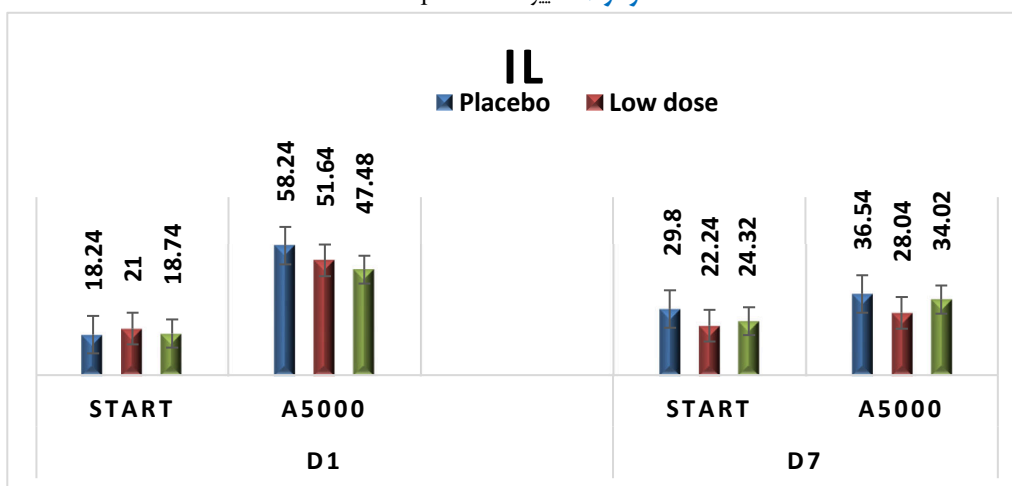 IL
Placebo Low dose
18.24 21 18.74 58.24 51.64 47.48 29.8 22.24 24.32 36.54 28.04 34.02
START A5000 START A5000
D1 D7